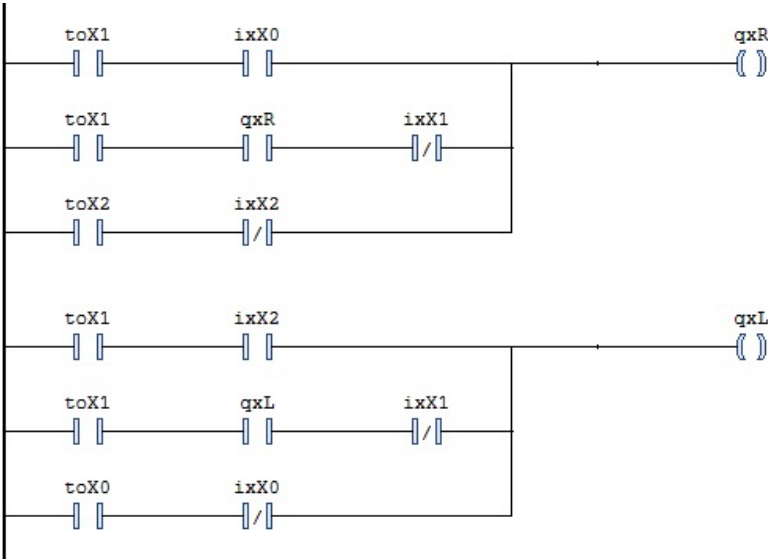 toX1 ixX0 qxR
toX1 qxR ixX1
toX2 ixX2
toX1 ixX2 qxL
toX1 qxL ixX1
toX0 ixX0